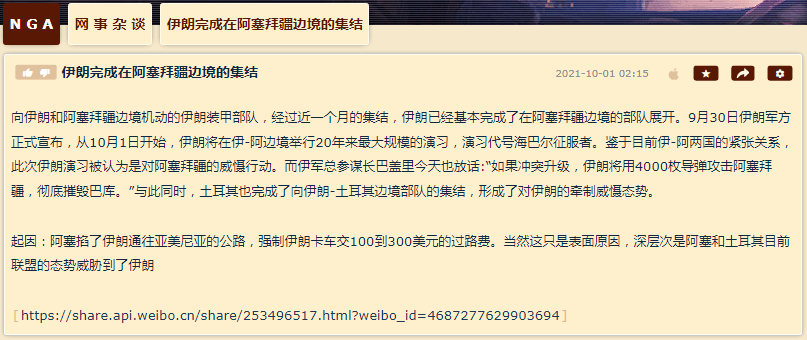 NGA 网事杂谈 伊朗完成在阿塞拜疆边境的集结
伊朗完成在阿塞拜疆边境的集结 2021-10-01 02:15
向伊朗和阿塞拜疆边境机动的伊朗装甲部队，经过近一个月的集结，伊朗已经基本完成了在阿塞拜疆边境的部队展开。9月30日伊朗军方
正式宣布，从10月1日开始，伊朗将在伊-阿边境举行20年来最大规模的演习，演习代号海巴尔征服者。鉴于目前伊-阿两国的紧张关系，
此次伊朗演习被认为是对阿塞拜疆的威慑行动。而伊军总参谋长巴盖里今天也放话:“如果冲突升级，伊朗将用4000枚导弹攻击阿塞拜
疆，彻底摧毁巴库。”与此同时，土耳其也完成了向伊朗-土耳其边境部队的集结，形成了对伊朗的牵制威慑态势。
起因：阿塞掐了伊朗通往亚美尼亚的公路，强制伊朗卡车交100到300美元的过路费。当然这只是表面原因，深层次是阿塞和土耳其目前
联盟的态势威胁到了伊朗
[https://share.api.weibo.cn/share/253496517.html?weibo_id=4687277629903694]